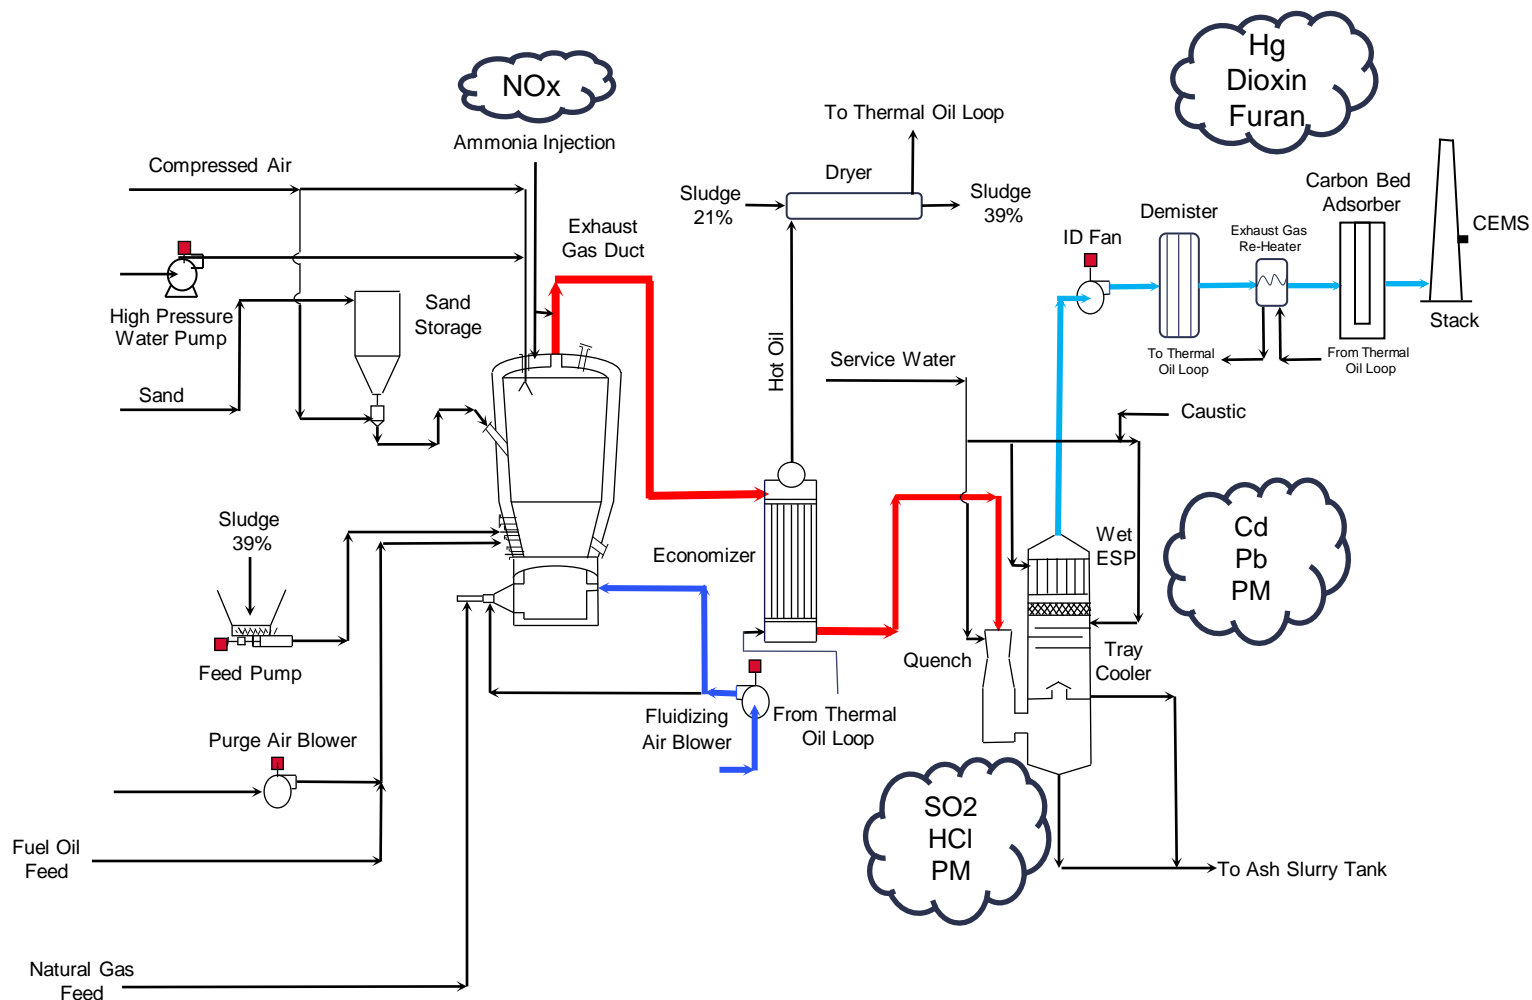 Hg
Dioxin
Furan
NOx
Ammonia Injection
To Thermal Oil Loop
Compressed Air
Dryer
Sludge
21%
Sludge
39%
Carbon Bed
Adsorber
Demister
Exhaust Gas
Re-Heater
CEMS
ID Fan
Exhaust
Gas Duct
Sand
Storage
High Pressure
Water Pump
Stack
Hot Oil
Service Water
To Thermal
Oil Loop
From Thermal
Oil Loop
Sand
Caustic
Sludge
39%
Economizer
Wet
ESP
Cd
Pb
PM
Feed Pump
Quench
Tray
Cooler
Fluidizing
Air Blower
From Thermal
Oil Loop
Purge Air Blower
SO2
HCl
PM
Fuel Oil
Feed
To Ash Slurry Tank
Natural Gas
Feed